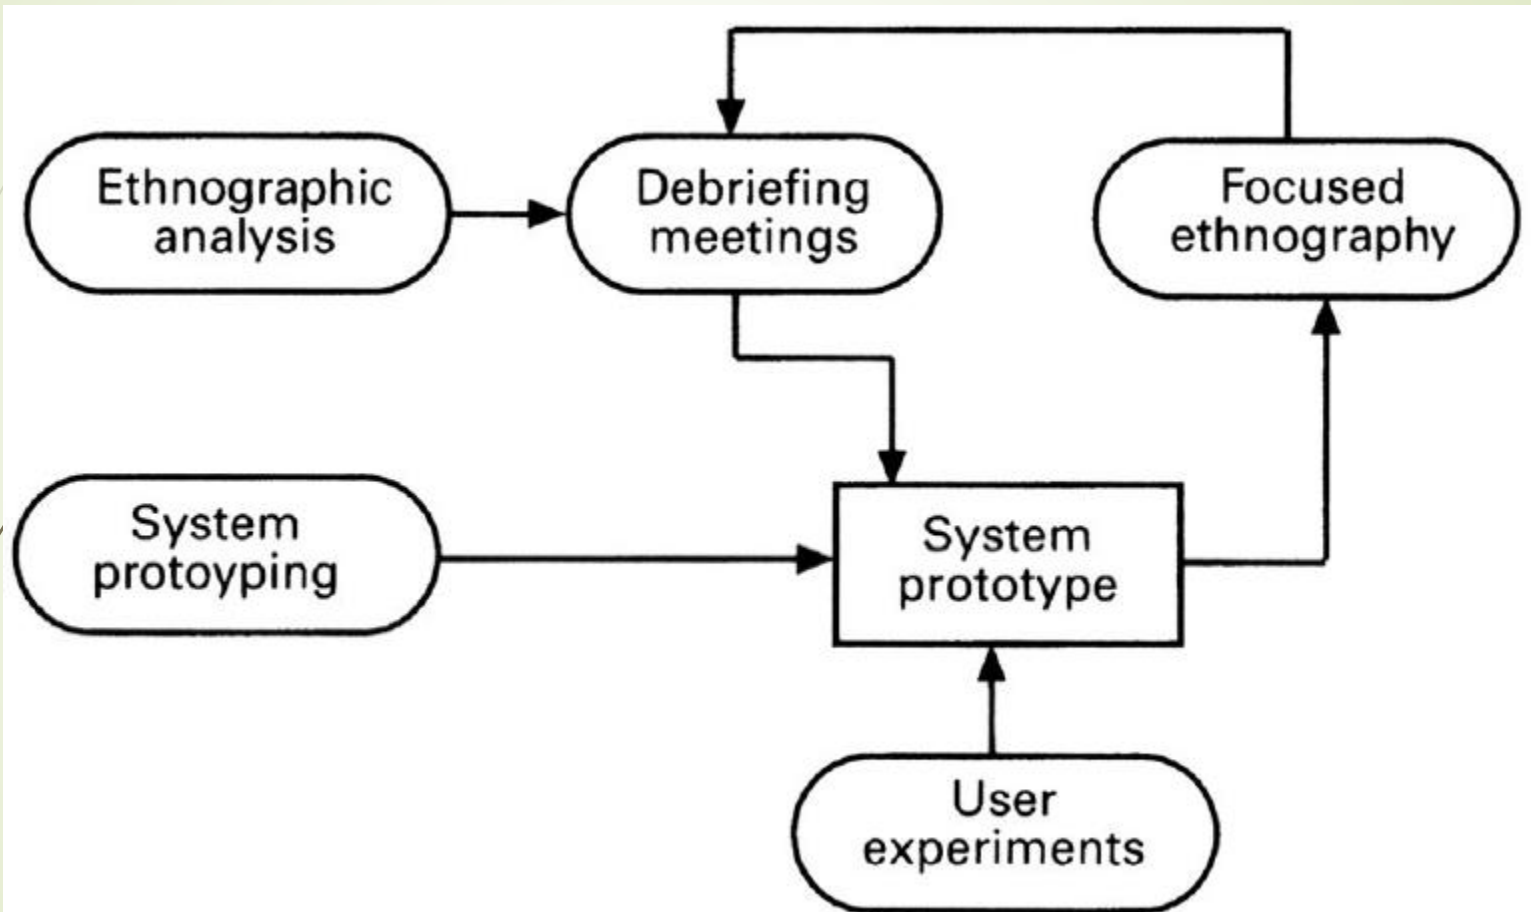 Ethnographic
analysis
Debriefing
meetings
Focused
ethnography
System
protoyping
System
prototype
User
experiments